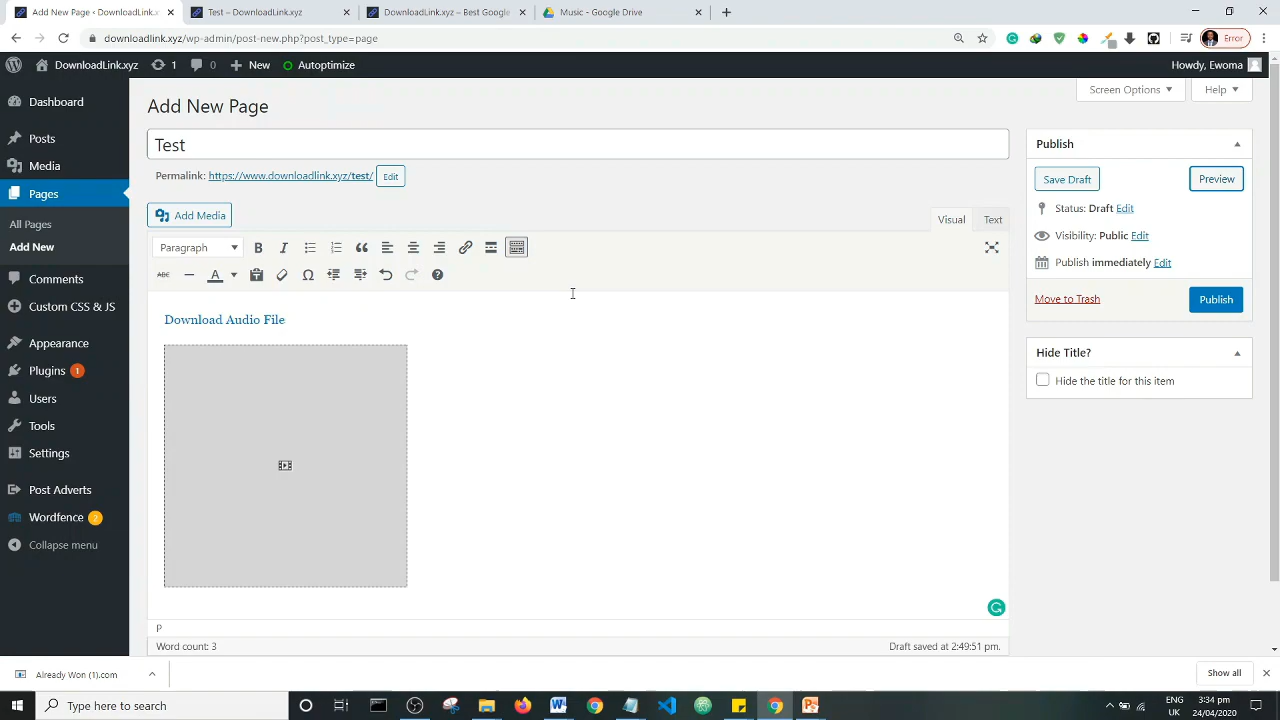 Add New Page < DownloadLink.x
Test – DownloadLink.xyz
DownloadLink.xyz – Best Google
Music - Google Drive
downloadlink.xyz/wp-admin/post-new.php?post_type=page
Error
DownloadLink.xyz
1
0
New
Autoptimize
Howdy, Ewoma
Dashboard
Posts
Media
Pages
All Pages
Add New
Comments
Custom CSS & JS
Appearance
Plugins 1
Users
Tools
Settings
Post Adverts
Wordfence 2
Collapse menu
Screen Options
Help
Add New Page
Test
Permalink: https://www.downloadlink.xyz/test/
Edit
Add Media
Visual
Text
Paragraph
B
I
ABC
A
Ω
Download Audio File
P
Word count: 3
Draft saved at 2:49:51 pm.
Publish
Save Draft
Preview
Status: Draft Edit
Visibility: Public Edit
Publish immediately Edit
Move to Trash
Publish
Hide Title?
Hide the title for this item
Already Won (1).com
Show all
Type here to search
ENG
UK
3:34 pm
24/04/2020